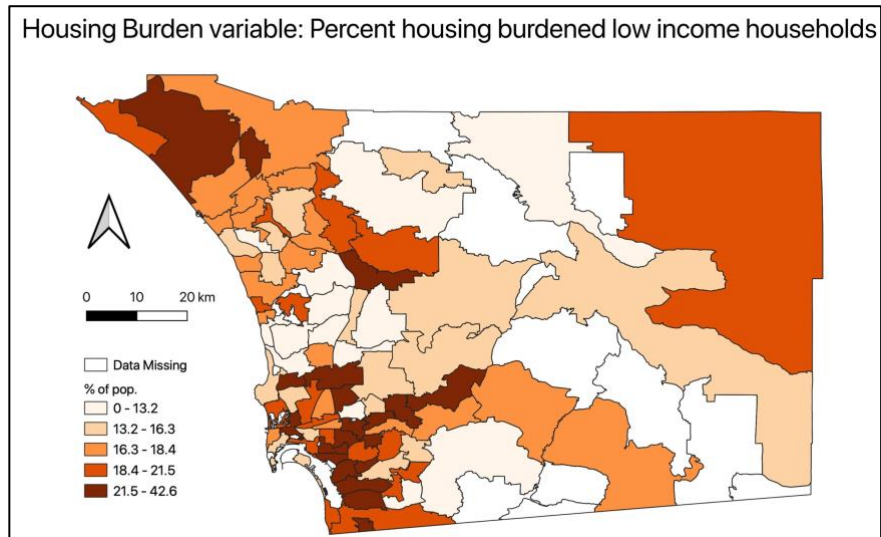 Housing Burden variable: Percent housing burdened low income households
0 10 20 km
Data Missing
% of pop.
0 - 13.2
13.2 - 16.3
16.3 - 18.4
18.4 - 21.5
21.5 - 42.6